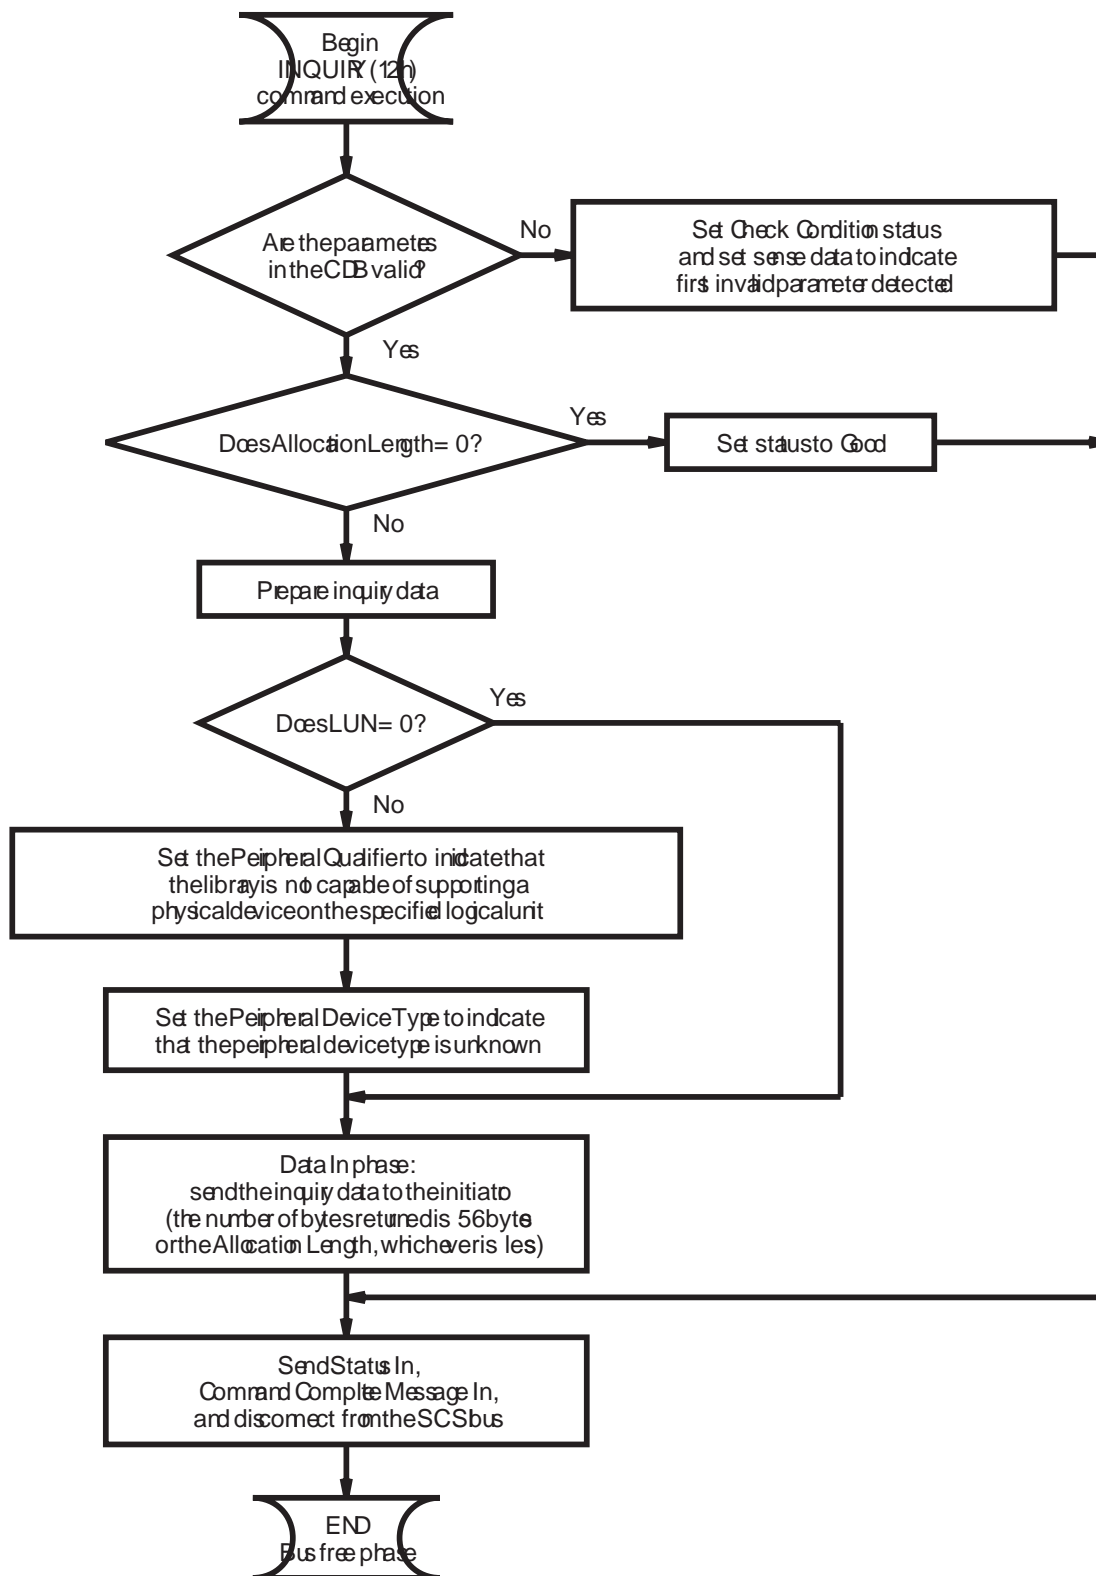 Begin
INQUIRY (12h)
command execution
Are the parameters
in the CDB valid?
No
Set Check Condition status
and set sense data to indicate
first invalid parameter detected
Yes
Does Allocation Length = 0?
Yes
Set status to Good
No
Prepare inquiry data
Does LUN = 0?
Yes
No
Set the Peripheral Qualifier to indicate that
the library is not capable of supporting a
physical device on the specified logical unit
Set the Peripheral Device Type to indicate
that the peripheral device type is unknown
Data In phase:
send the inquiry data to the initiator
(the number of bytes returned is 56 bytes
or the Allocation Length, whichever is less)
Send Status In,
Command Complete Message In,
and disconnect from the SCSI bus
END
Bus free phase